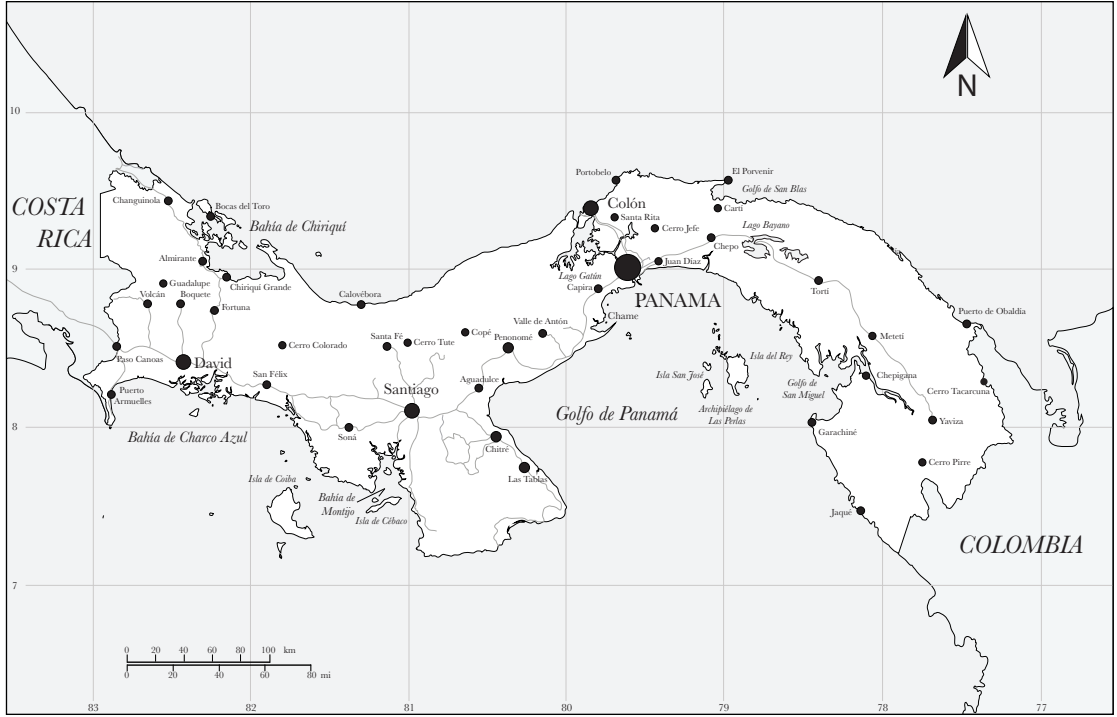 N
10
Portobelo
El Porvenir
Golfo de San Blas
Changuinola
Bocas del Toro
COSTA
RICA
Colón
Cartí
Santa Rita
Cerro Jefe
Lago Bayano
Bahía de Chiriquí
Chepo
Almirante
Juan Díaz
9
Lago Gatún
Guadalupe
Chiriquí Grande
Capira
Tortí
Volcán
Boquete
Calovébora
PANAMA
Fortuna
Chame
Puerto de Obaldia
Valle de Antón
Santa Fé
Copé
Cerro Tute
Penonomé
Metetí
Cerro Colorado
Paso Canoas
David
Isla del Rey
San Félix
Aguadulce
Isla San José
Golfo de
San Miguel
Chepigana
Puerto
Armuelles
Santiago
Cerro Tacarcuna
Archipiélago de
Las Perlas
Golfo de Panamá
8
Bahía de Charco Azul
Soná
Chitré
Garachiné
Yaviza
Cerro Pirre
Isla de Coiba
Las Tablas
Bahía de
Montijo
Isla de Cébaco
Jaqué
COLOMBIA
7
0 20 40 60 80 100 km
0 20 40 60 80 mi
83 82 81 80 79 78 77